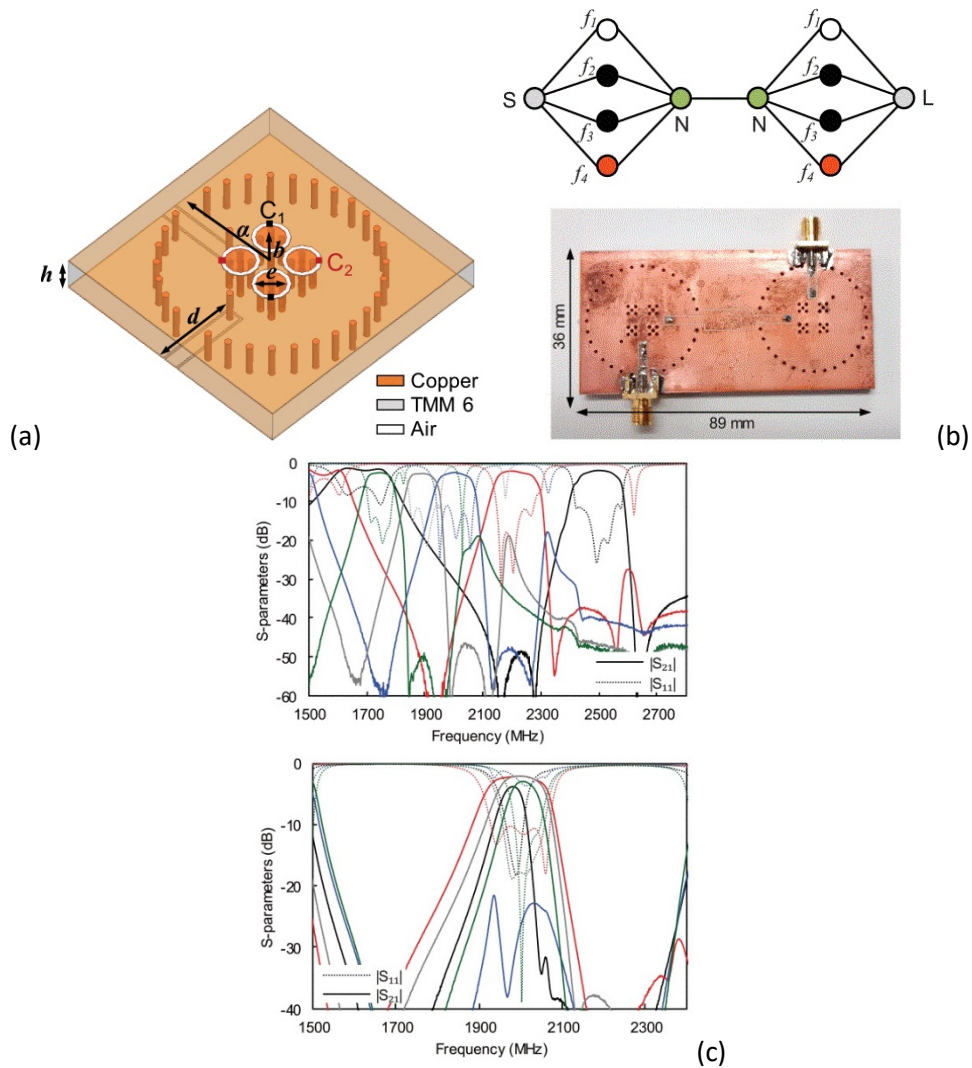 C1
a
b
C2
e
h
d
Copper
TMM 6
Air
(a)
f1 f1
f2 f2
S L
f3 N N f3
f4 f4
36 mm
89 mm
(b)
0
-10
-20
-30
-40
-50
-60
S-parameters (dB)
|S21|
|S11|
1500 1700 1900 2100 2300 2500 2700
Frequency (MHz)
0
-10
-20
-30
-40
S-parameters (dB)
|S11|
|S21|
1500 1700 1900 2100 2300
Frequency (MHz)
(c)